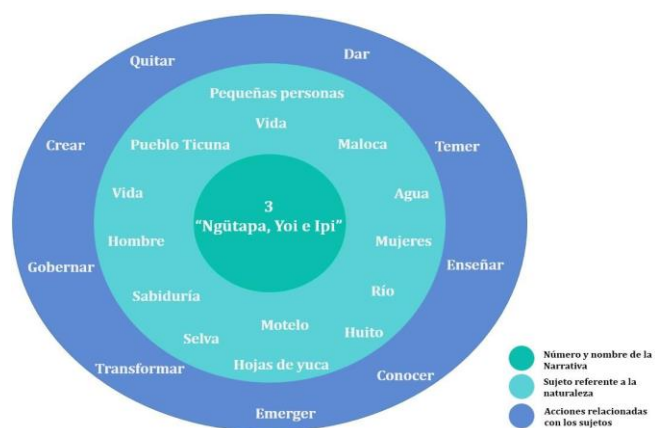 Quitar
Dar
Crear
Temer
Gobernar
Enseñar
Transformar
Conocer
Emerger
Pequeñas personas
Vida
Pueblo Ticuna
Maloca
Vida
Agua
Hombre
Mujeres
Sabiduría
Río
Motelo
Huito
Selva
Hojas de yuca
3
“Ngütapa, Yoi e Ipi”
Número y nombre de la
Narrativa
Sujeto referente a la
naturaleza
Acciones relacionadas
con los sujetos